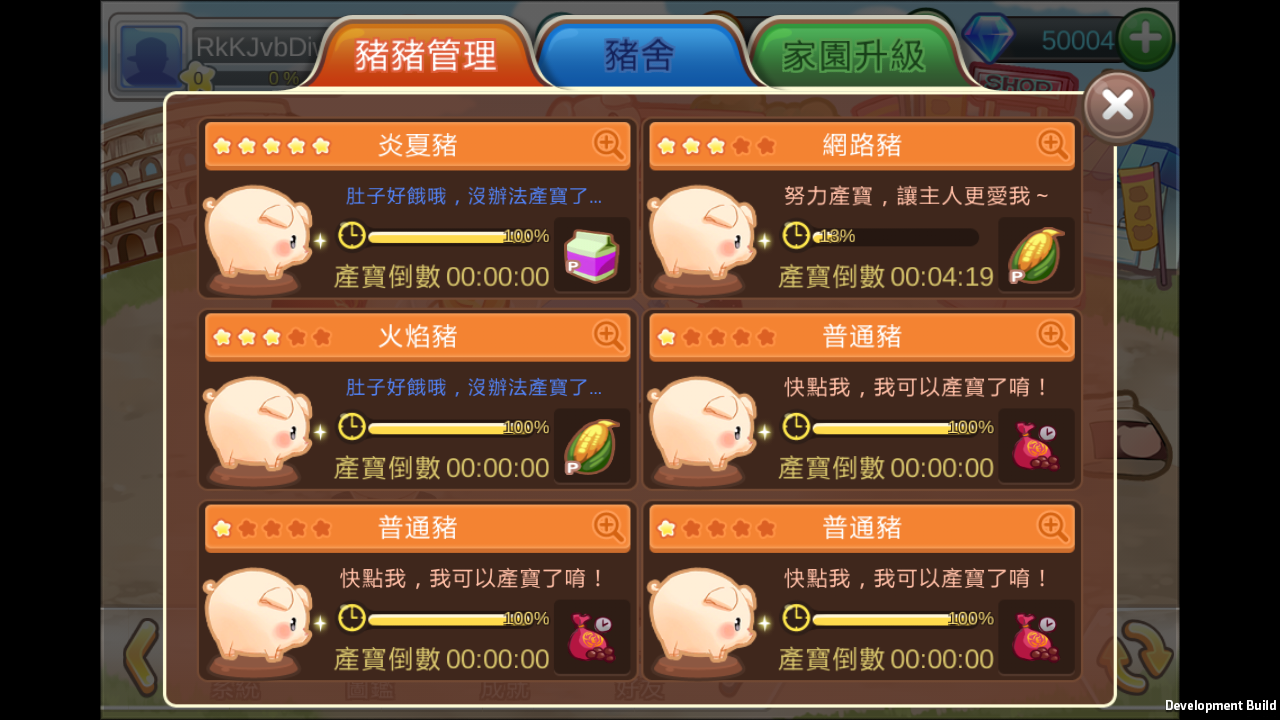 RkKJvbDiv
0
0 %
豬豬管理
豬舍
家園升級
50004
SHOP
炎夏豬
肚子好餓哦，沒辦法產寶了...
100%
產寶倒數 00:00:00
P
網路豬
努力產寶，讓主人更愛我 ~
13%
產寶倒數 00:04:19
P
火焰豬
肚子好餓哦，沒辦法產寶了...
100%
產寶倒數 00:00:00
P
普通豬
快點我，我可以產寶了唷！
100%
產寶倒數 00:00:00
普通豬
快點我，我可以產寶了唷！
100%
產寶倒數 00:00:00
普通豬
快點我，我可以產寶了唷！
100%
產寶倒數 00:00:00
系統
圖鑑
成就
好友
Development Build